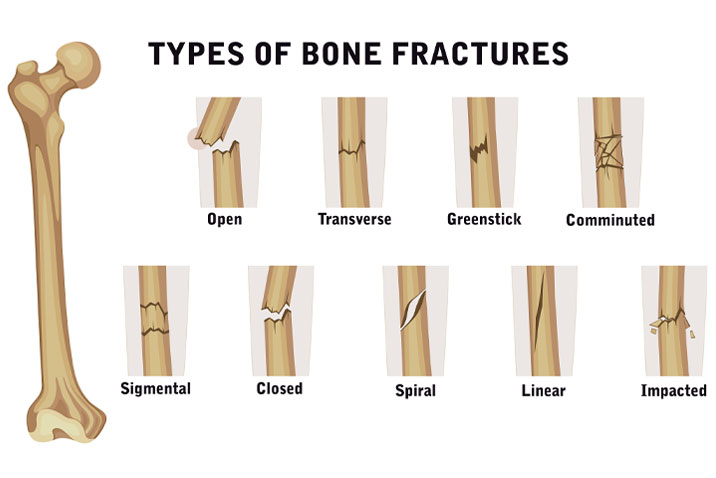 TYPES OF BONE FRACTURES
Open
Transverse
Greenstick
Comminuted
Sigmental
Closed
Spiral
Linear
Impacted